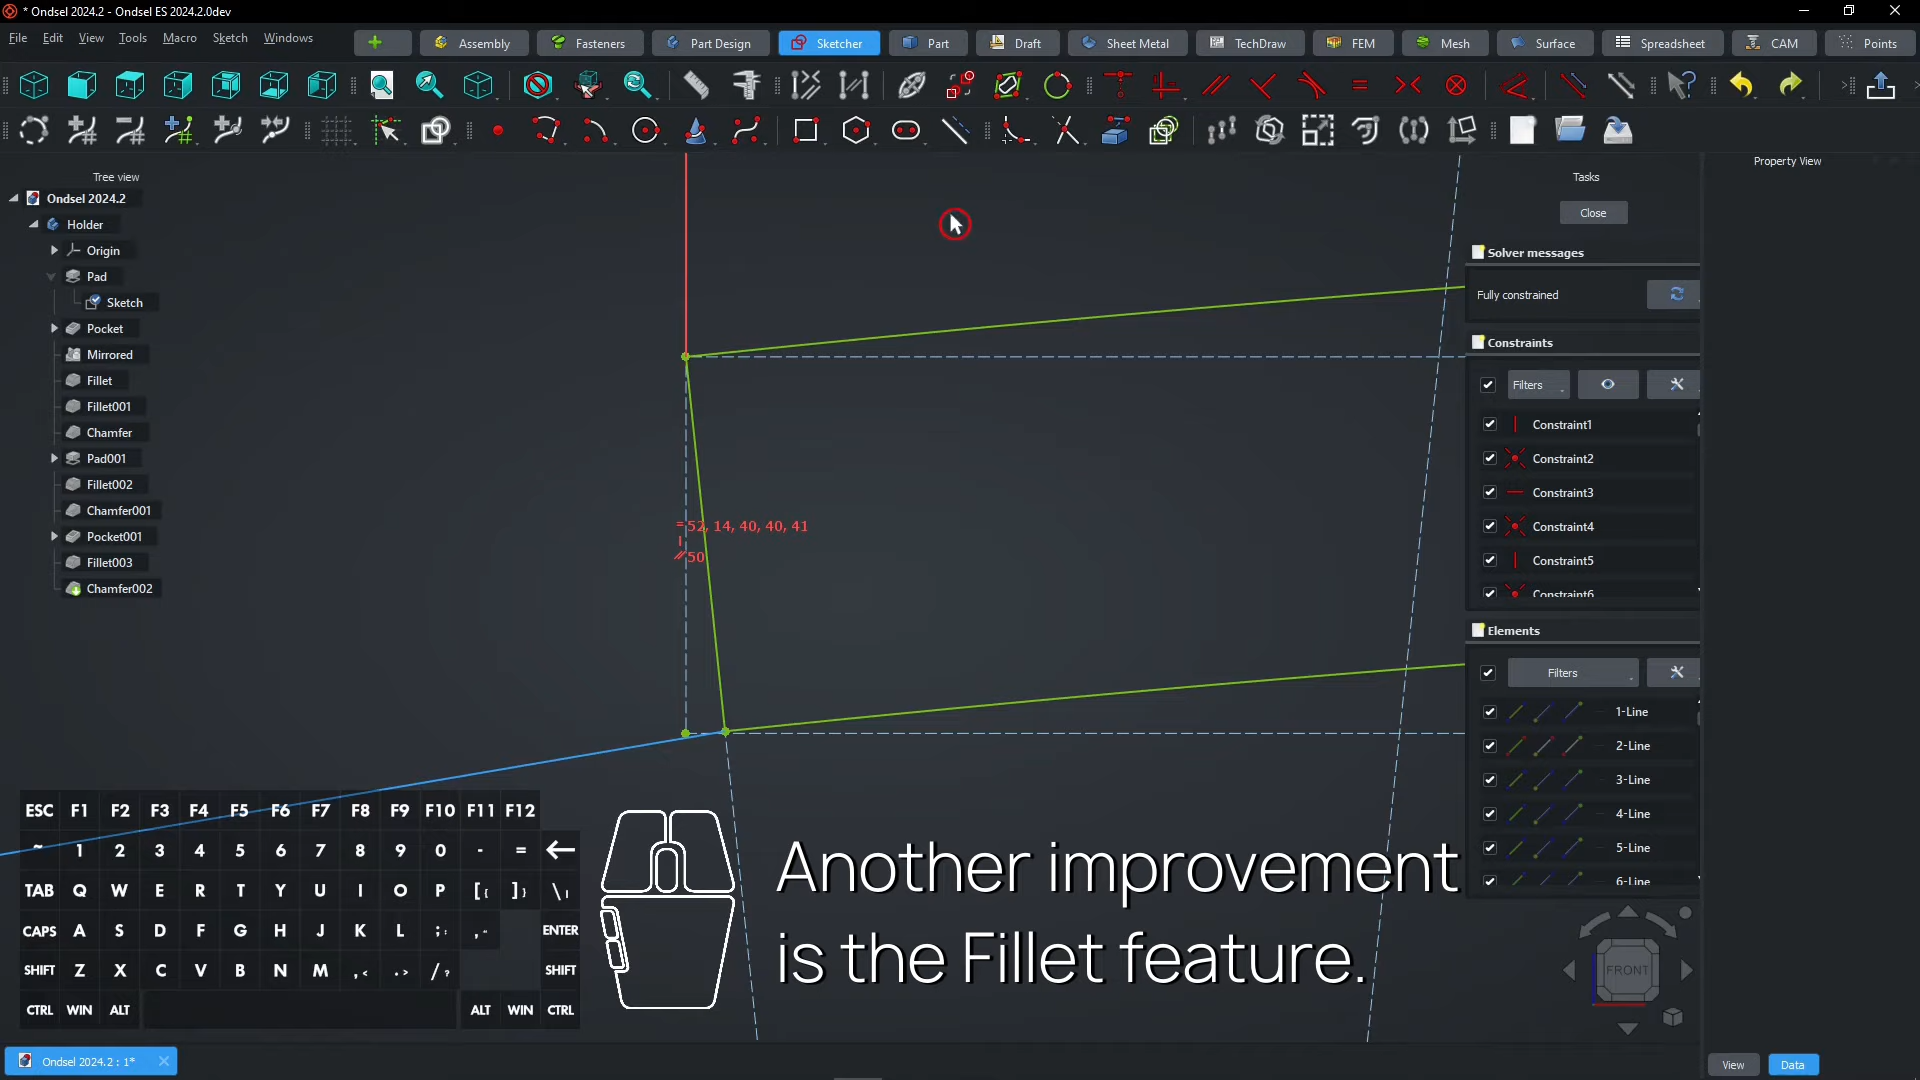 * Ondsel 2024.2 - Ondsel ES 2024.2.0dev
File Edit View Tools Macro Sketch Windows
Assembly Fasteners Part Design Sketcher Part Draft Sheet Metal TechDraw FEM Mesh Surface Spreadsheet CAM Points
Tree view
Ondsel 2024.2
Holder
Origin
Pad
Sketch
Pocket
Mirrored
Fillet
Fillet001
Chamfer
Pad001
Fillet002
Chamfer001
Pocket001
Fillet003
Chamfer002
=52, 14, 40, 40, 41
50
Tasks
Close
Solver messages
Fully constrained
Constraints
Filters
Constraint1
Constraint2
Constraint3
Constraint4
Constraint5
Constraint6
Elements
Filters
1-Line
2-Line
3-Line
4-Line
5-Line
6-Line
Property View
ESC F1 F2 F3 F4 F5 F6 F7 F8 F9 F10 F11 F12
~ 1 2 3 4 5 6 7 8 9 0 - =
TAB Q W E R T Y U I O P [{ ]} \|
CAPS A S D F G H J K L ;: ,“ ENTER
SHIFT Z X C V B N M ,< .> /? SHIFT
CTRL WIN ALT ALT WIN CTRL
Another improvement
is the Fillet feature.
FRONT
Ondsel 2024.2 : 1*
View Data